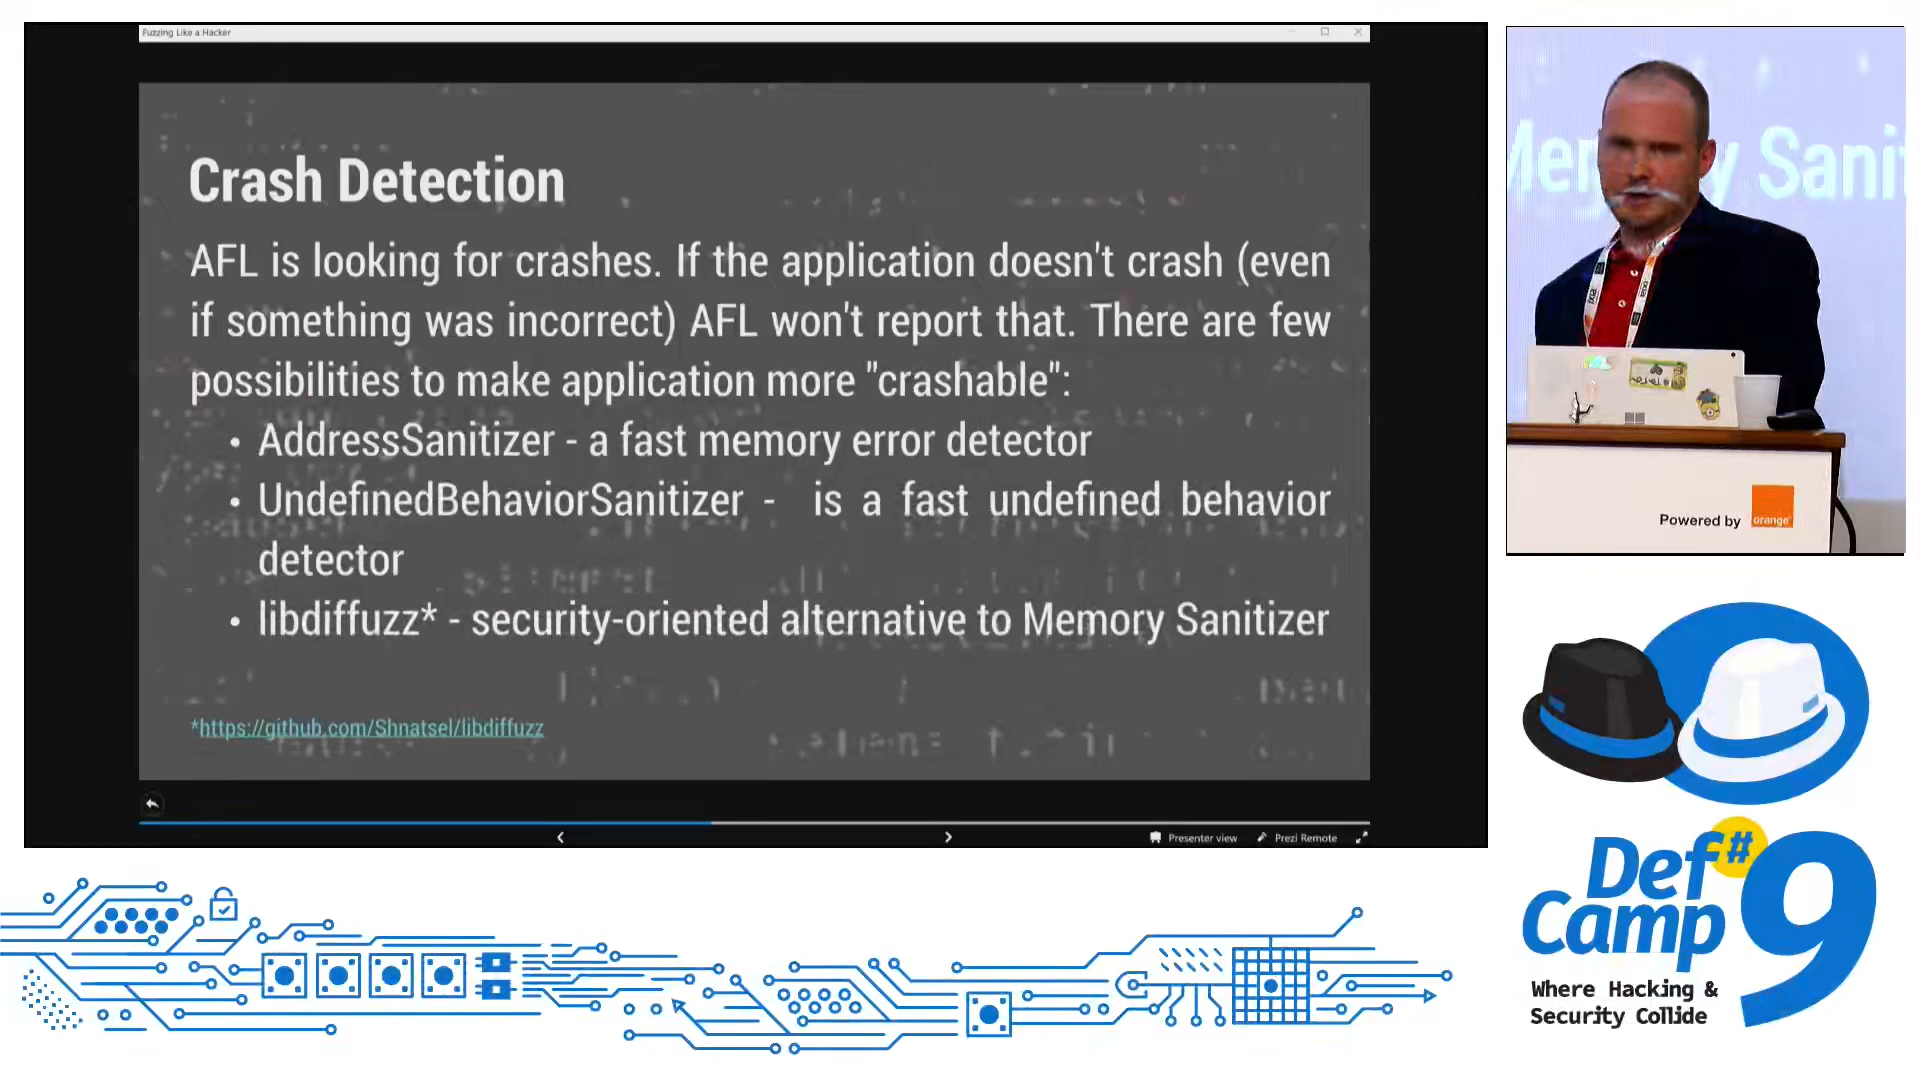 Fuzzing Like a Hacker
Crash Detection
AFL is looking for crashes. If the application doesn't crash (even
if something was incorrect) AFL won't report that. There are few
possibilities to make application more "crashable":
• AddressSanitizer - a fast memory error detector
• UndefinedBehaviorSanitizer - is a fast undefined behavior
detector
• libdiffuzz* - security-oriented alternative to Memory Sanitizer
*https://github.com/Shnatsel/libdiffuzz
Presenter view
Prezi Remote
Powered by
orange
Def
#
Camp
9
Where Hacking &
Security Collide